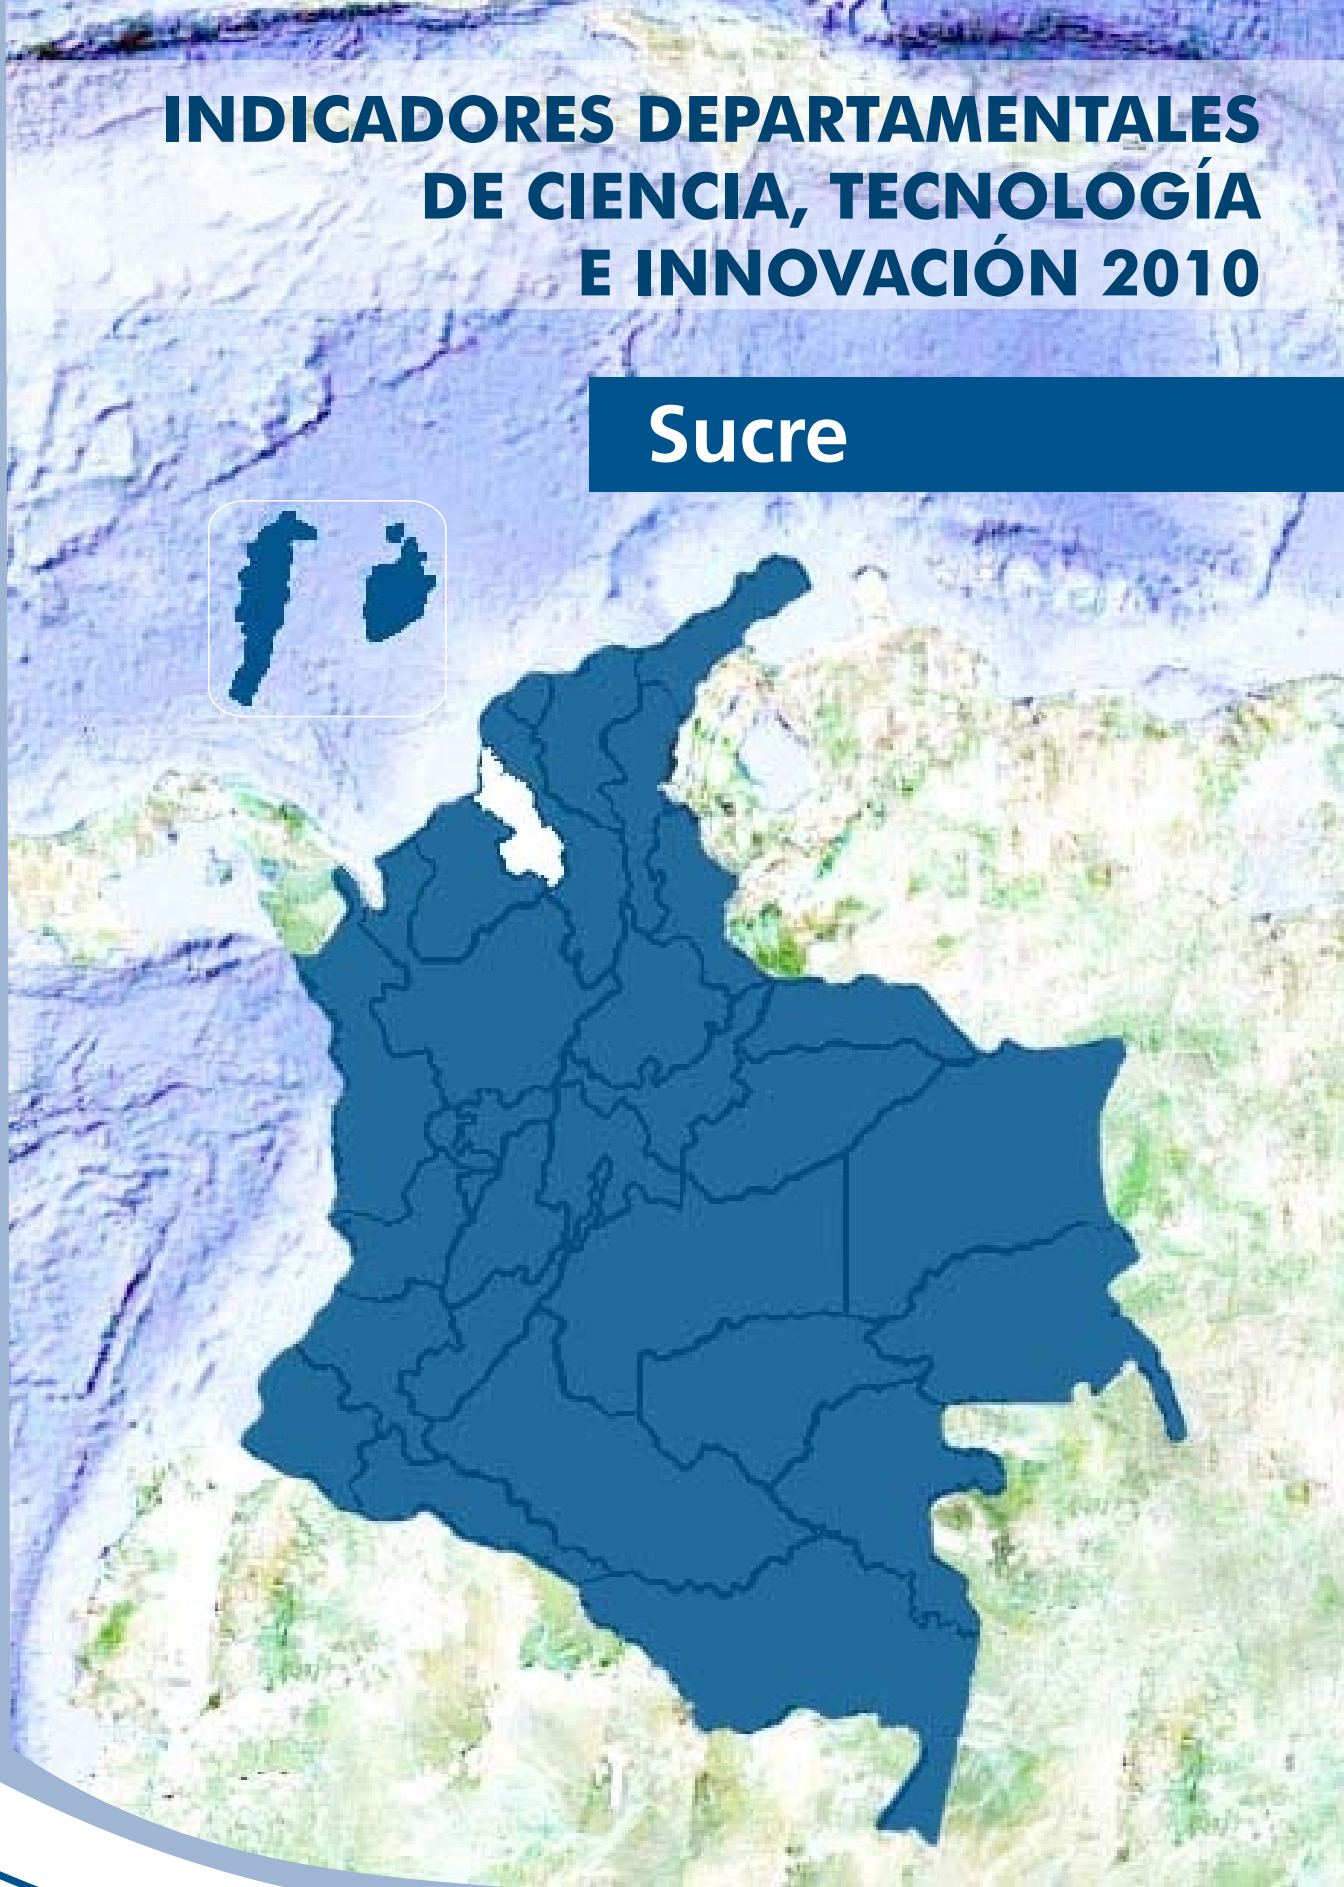 INDICADORES DEPARTAMENTALES
DE CIENCIA, TECNOLOGÍA
E INNOVACIÓN 2010
Sucre